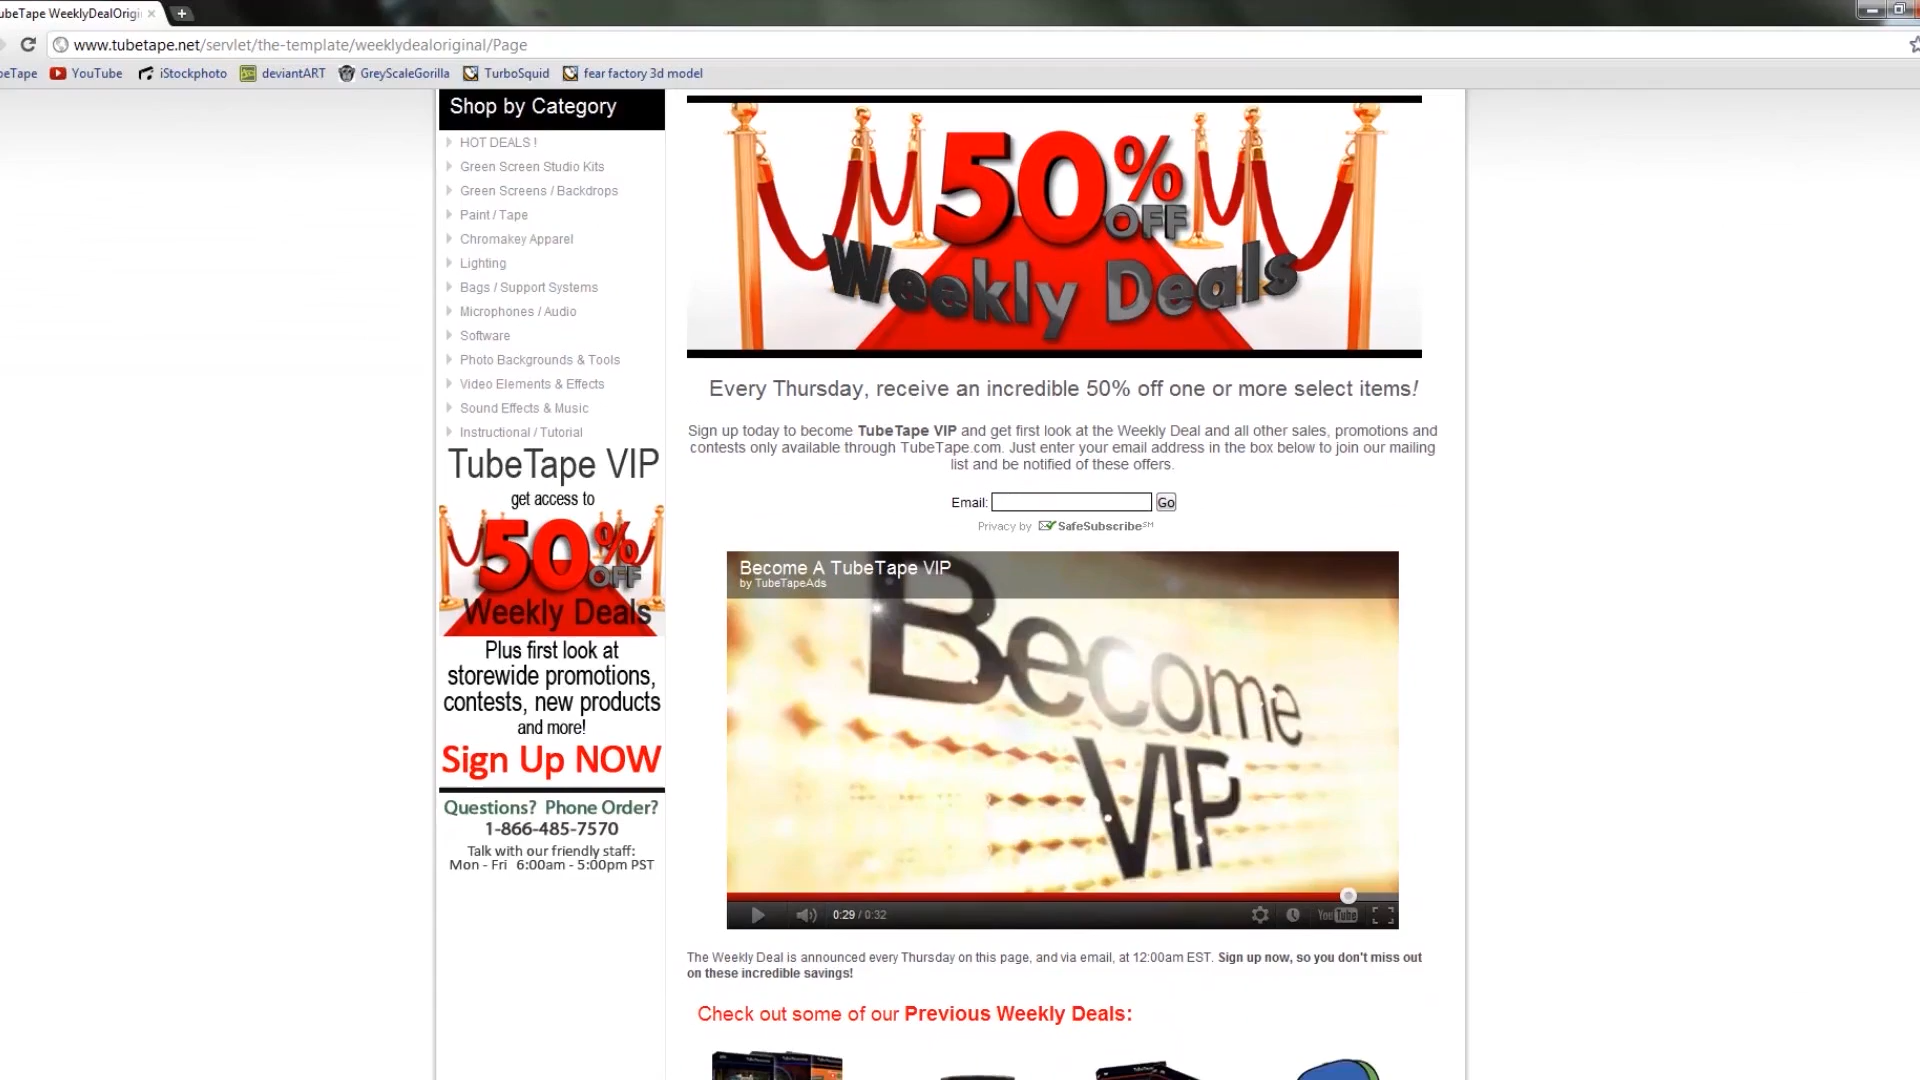 TubeTape WeeklyDealOrigi
www.tubetape.net/servlet/the-template/weeklydealoriginal/Page
beTape YouTube iStockphoto deviantART GreyScaleGorilla TurboSquid fear factory 3d model
Shop by Category
HOT DEALS !
Green Screen Studio Kits
Green Screens / Backdrops
Paint / Tape
Chromakey Apparel
Lighting
Bags / Support Systems
Microphones / Audio
Software
Photo Backgrounds & Tools
Video Elements & Effects
Sound Effects & Music
Instructional / Tutorial
TubeTape VIP
get access to
50%
OFF
Weekly Deals
Plus first look at
storewide promotions,
contests, new products
and more!
Sign Up NOW
Questions? Phone Order?
1-866-485-7570
Talk with our friendly staff:
Mon - Fri 6:00am - 5:00pm PST
50%
OFF
Weekly Deals
Every Thursday, receive an incredible 50% off one or more select items!
Sign up today to become TubeTape VIP and get first look at the Weekly Deal and all other sales, promotions and
contests only available through TubeTape.com. Just enter your email address in the box below to join our mailing
list and be notified of these offers.
Email: Go
Privacy by SafeSubscribe SM
Become A TubeTape VIP
by TubeTapeAds
Become
VIP
0:29 / 0:32
YouTube
The Weekly Deal is announced every Thursday on this page, and via email, at 12:00am EST. Sign up now, so you don't miss out
on these incredible savings!
Check out some of our Previous Weekly Deals: